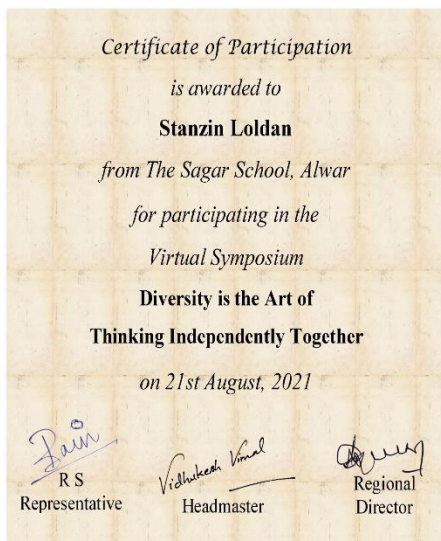 Certificate of Participation
is awarded to
Stanzin Loldan
from The Sagar School, Alwar
for participating in the
Virtual Symposium
Diversity is the Art of
Thinking Independently Together
on 21st August, 2021
Vidhukesh Vimal
R S
Representative
Headmaster
Regional
Director